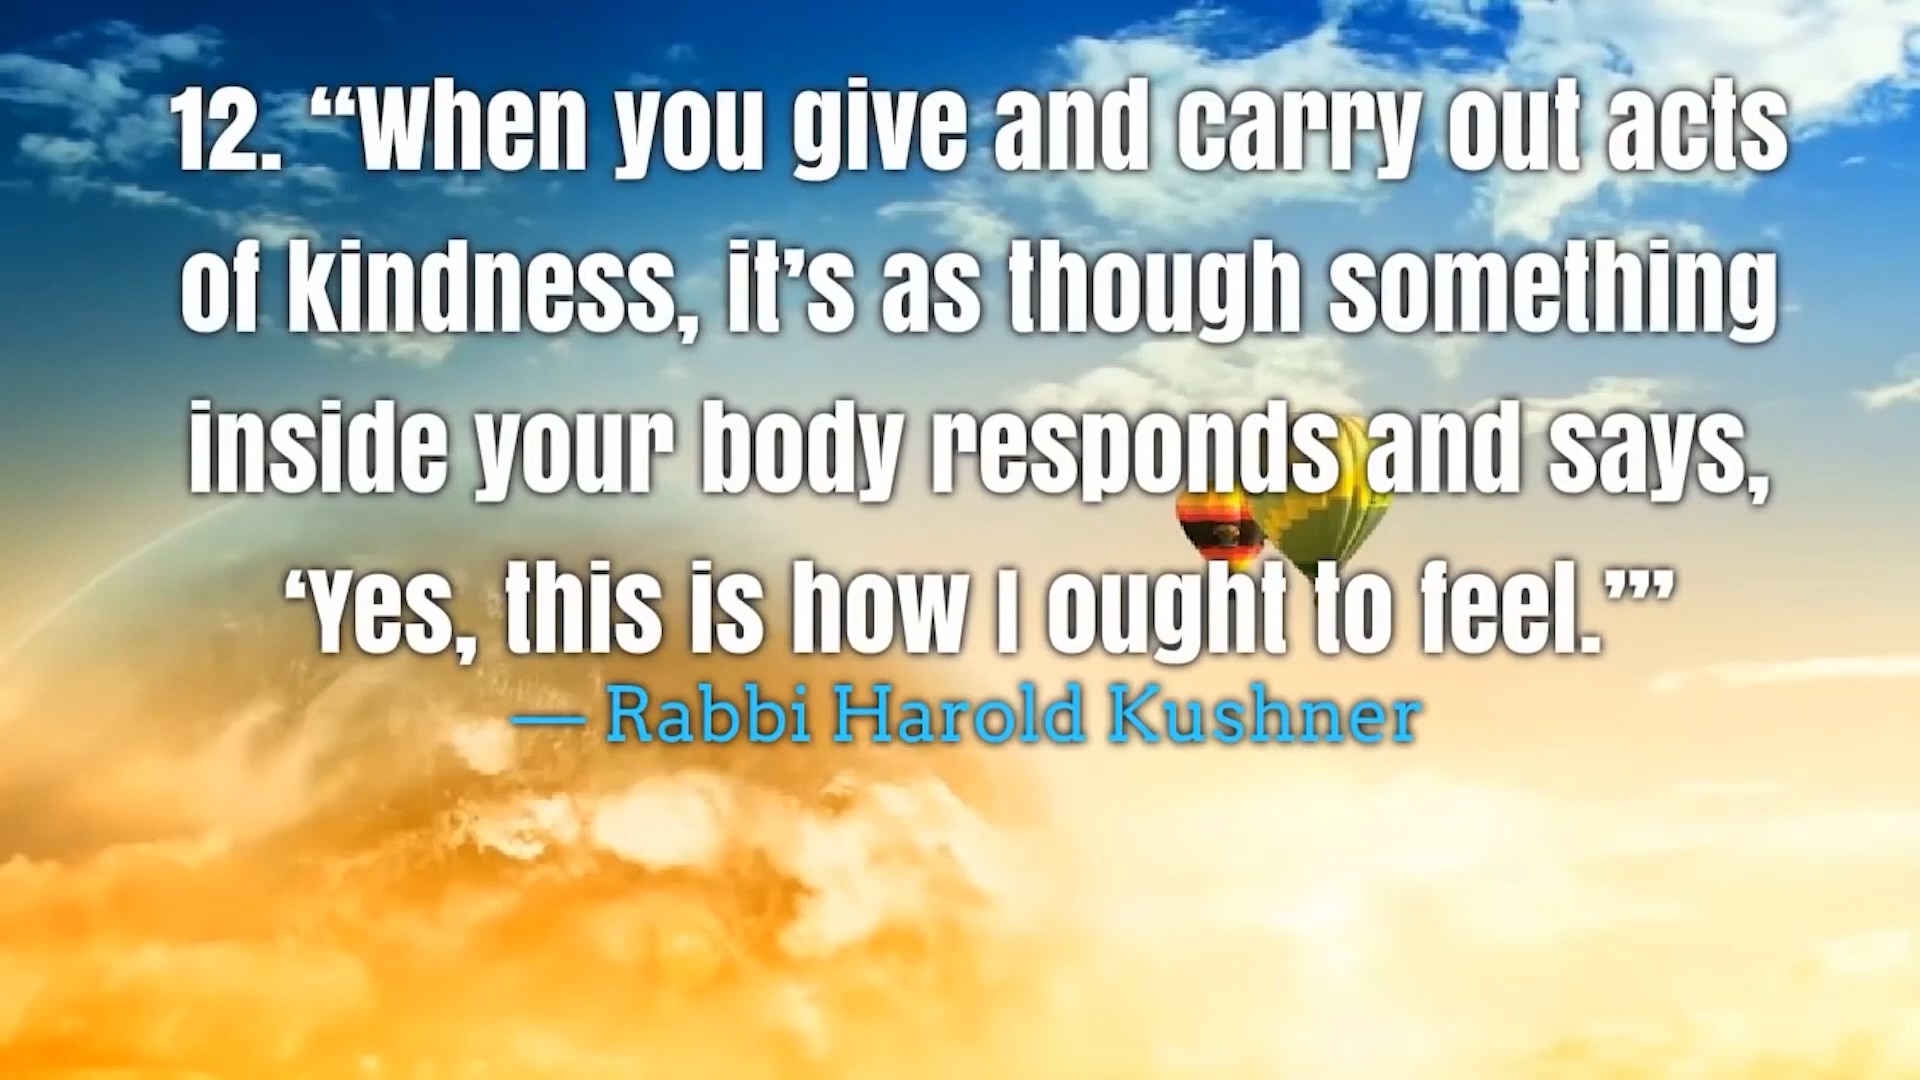 12. “When you give and carry out acts
of kindness, it’s as though something
inside your body responds and says,
‘Yes, this is how I ought to feel.’”
— Rabbi Harold Kushner